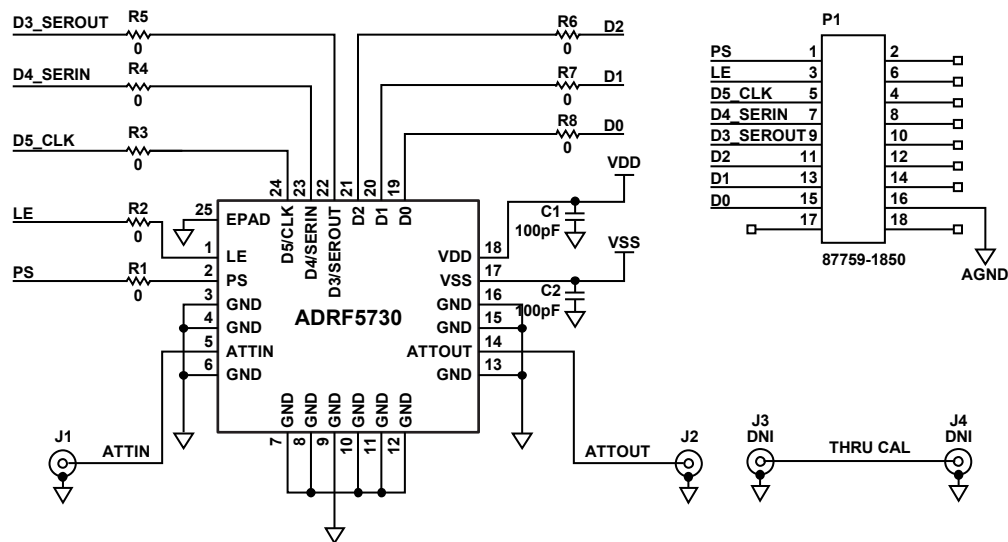 D3_SEROUT R5 0
D4_SERIN R4 0
D5_CLK R3 0
LE R2 0
PS R1 0
R6 0 D2
R7 0 D1
R8 0 D0
24 23 22 21 20 19
D5/CLK D4/SERIN D3/SEROUT D2 D1 D0
25 EPAD
1 LE
2 PS
3 GND
4 GND
5 ATTIN
6 GND
ADRF5730
VDD 18
VSS 17
GND 16
GND 15
ATTOUT 14
GND 13
GND GND GND GND GND GND
7 8 9 10 11 12
VDD
C1
100pF
VSS
C2
100pF
J1
ATTIN
ATTOUT
J2
P1
PS 1 2
LE 3 6
D5_CLK 5 4
D4_SERIN 7 8
D3_SEROUT 9 10
D2 11 12
D1 13 14
D0 15 16
17 18
87759-1850
AGND
J3
DNI
THRU CAL
J4
DNI